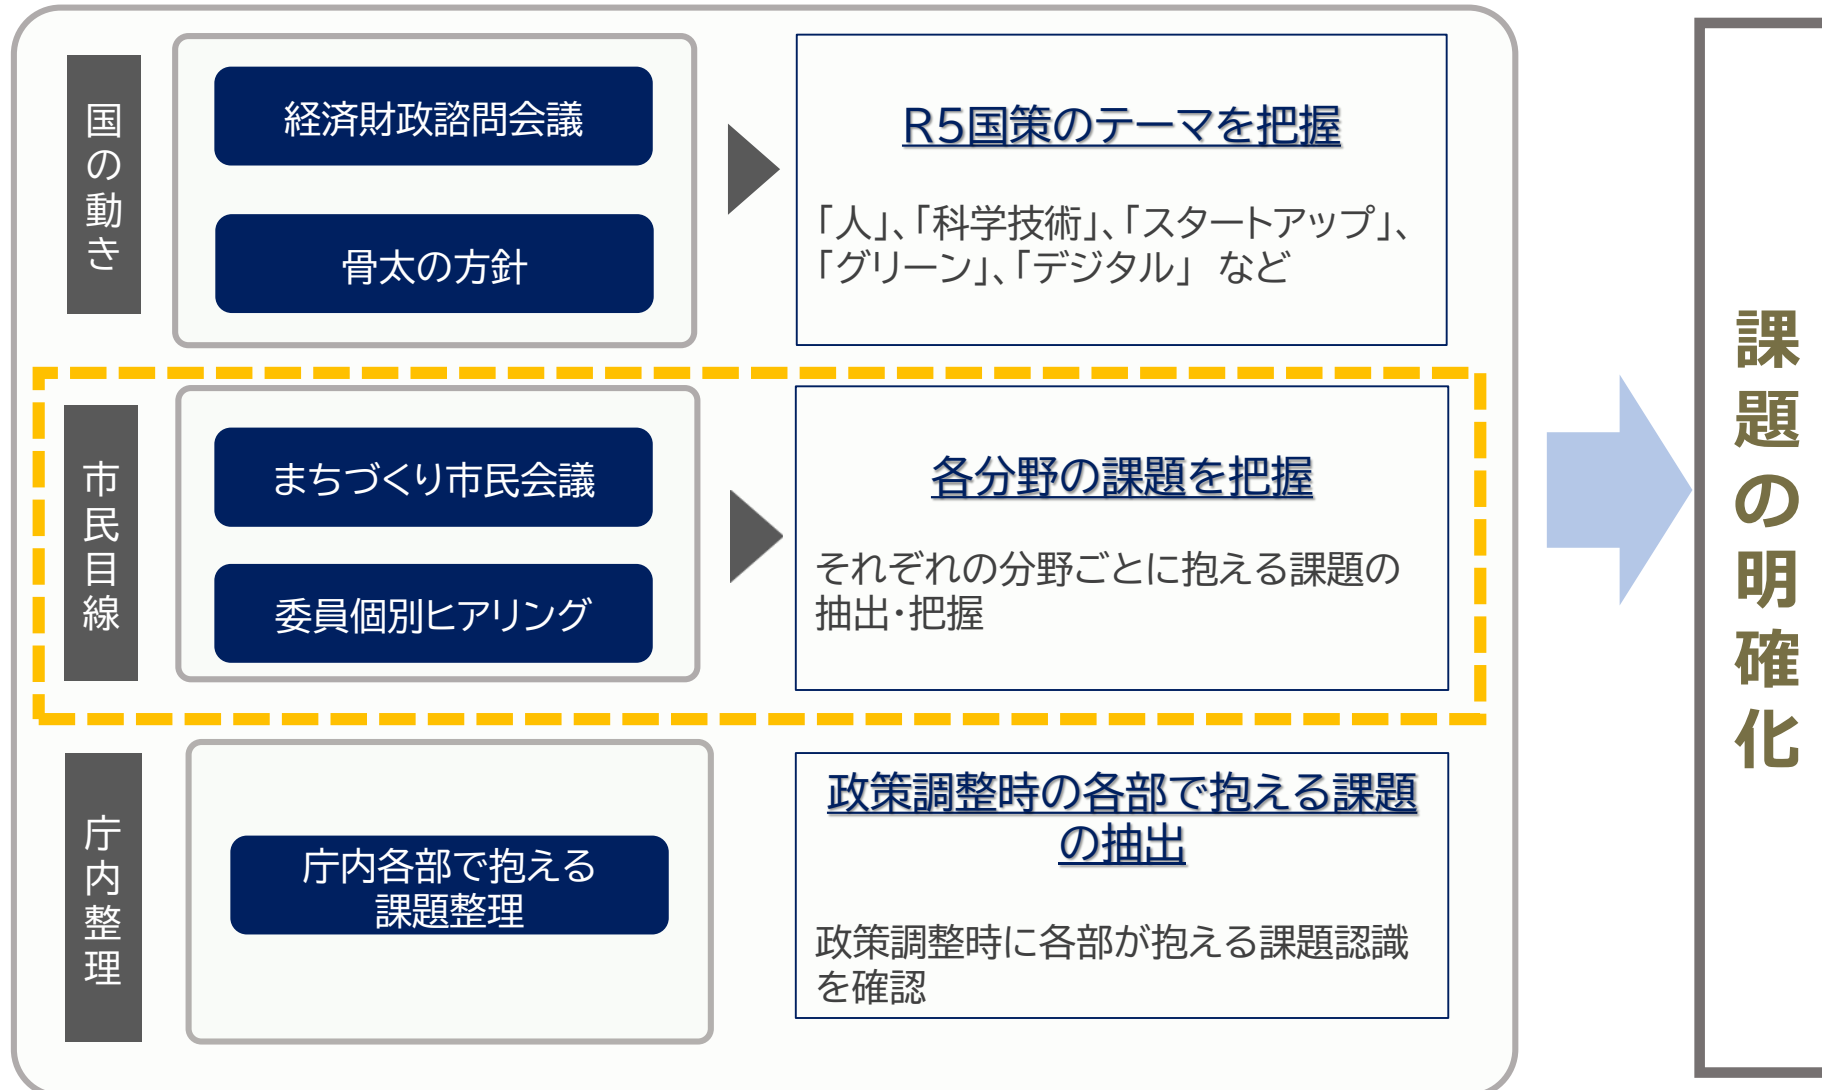 国の動き
経済財政諮問会議
骨太の方針
R5国策のテーマを把握
「人」、「科学技術」、「スタートアップ」、
「グリーン」、「デジタル」 など
市民目線
まちづくり市民会議
委員個別ヒアリング
各分野の課題を把握
それぞれの分野ごとに抱える課題の
抽出・把握
庁内整理
庁内各部で抱える
課題整理
政策調整時の各部で抱える課題
の抽出
政策調整時に各部が抱える課題認識
を確認
課題の明確化